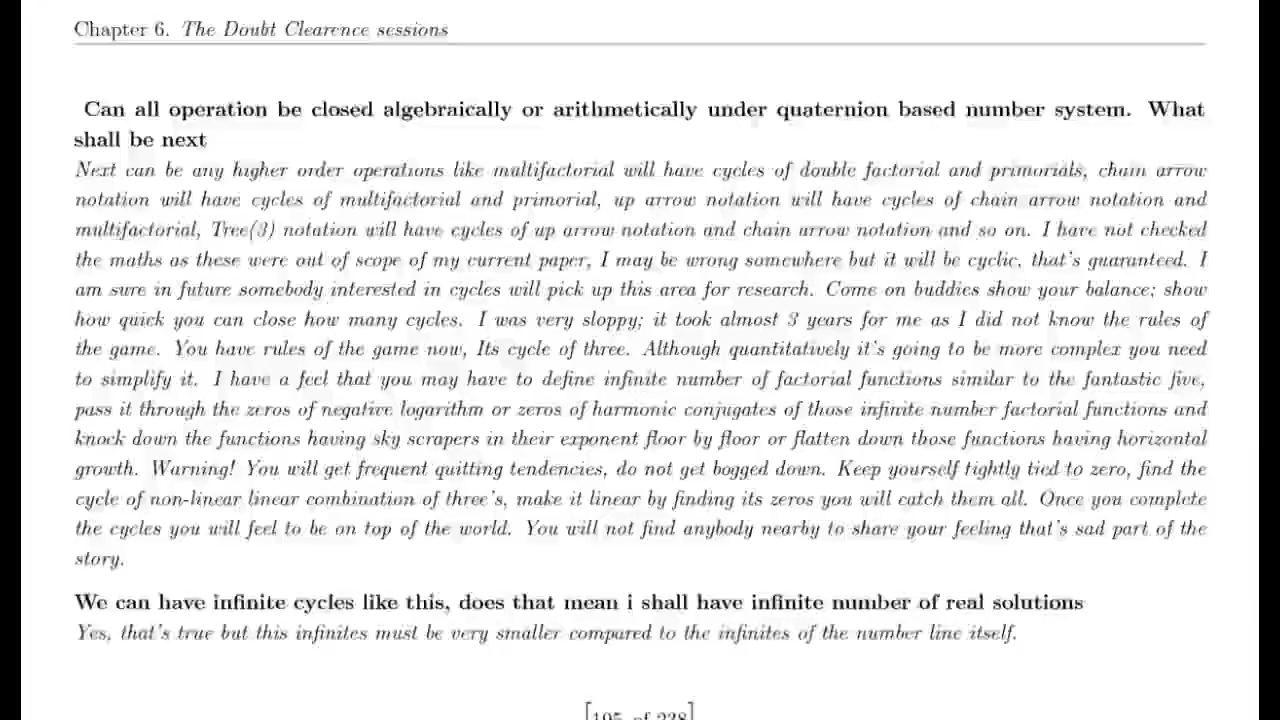 Chapter 6. The Doubt Clearence sessions
Can all operation be closed algebraically or arithmetically under quaternion based number system. What
shall be next
Next can be any higher order operations like multifactorial will have cycles of double factorial and primorials, chain arrow
notation will have cycles of multifactorial and primorial, up arrow notation will have cycles of chain arrow notation and
multifactorial, Tree(3) notation will have cycles of up arrow notation and chain arrow notation and so on. I have not checked
the maths as these were out of scope of my current paper, I may be wrong somewhere but it will be cyclic, that's guaranteed. I
am sure in future somebody interested in cycles will pick up this area for research. Come on buddies show your balance; show
how quick you can close how many cycles. I was very sloppy; it took almost 3 years for me as I did not know the rules of
the game. You have rules of the game now, Its cycle of three. Although quantitatively it's going to be more complex you need
to simplify it. I have a feel that you may have to define infinite number of factorial functions similar to the fantastic five,
pass it through the zeros of negative logarithm or zeros of harmonic conjugates of those infinite number factorial functions and
knock down the functions having sky scrapers in their exponent floor by floor or flatten down those functions having horizontal
growth. Warning! You will get frequent quitting tendencies, do not get bogged down. Keep yourself tightly tied to zero, find the
cycle of non-linear linear combination of three's, make it linear by finding its zeros you will catch them all. Once you complete
the cycles you will feel to be on top of the world. You will not find anybody nearby to share your feeling that's sad part of the
story.
We can have infinite cycles like this, does that mean i shall have infinite number of real solutions
Yes, that's true but this infinites must be very smaller compared to the infinites of the number line itself.
[195 of 238]